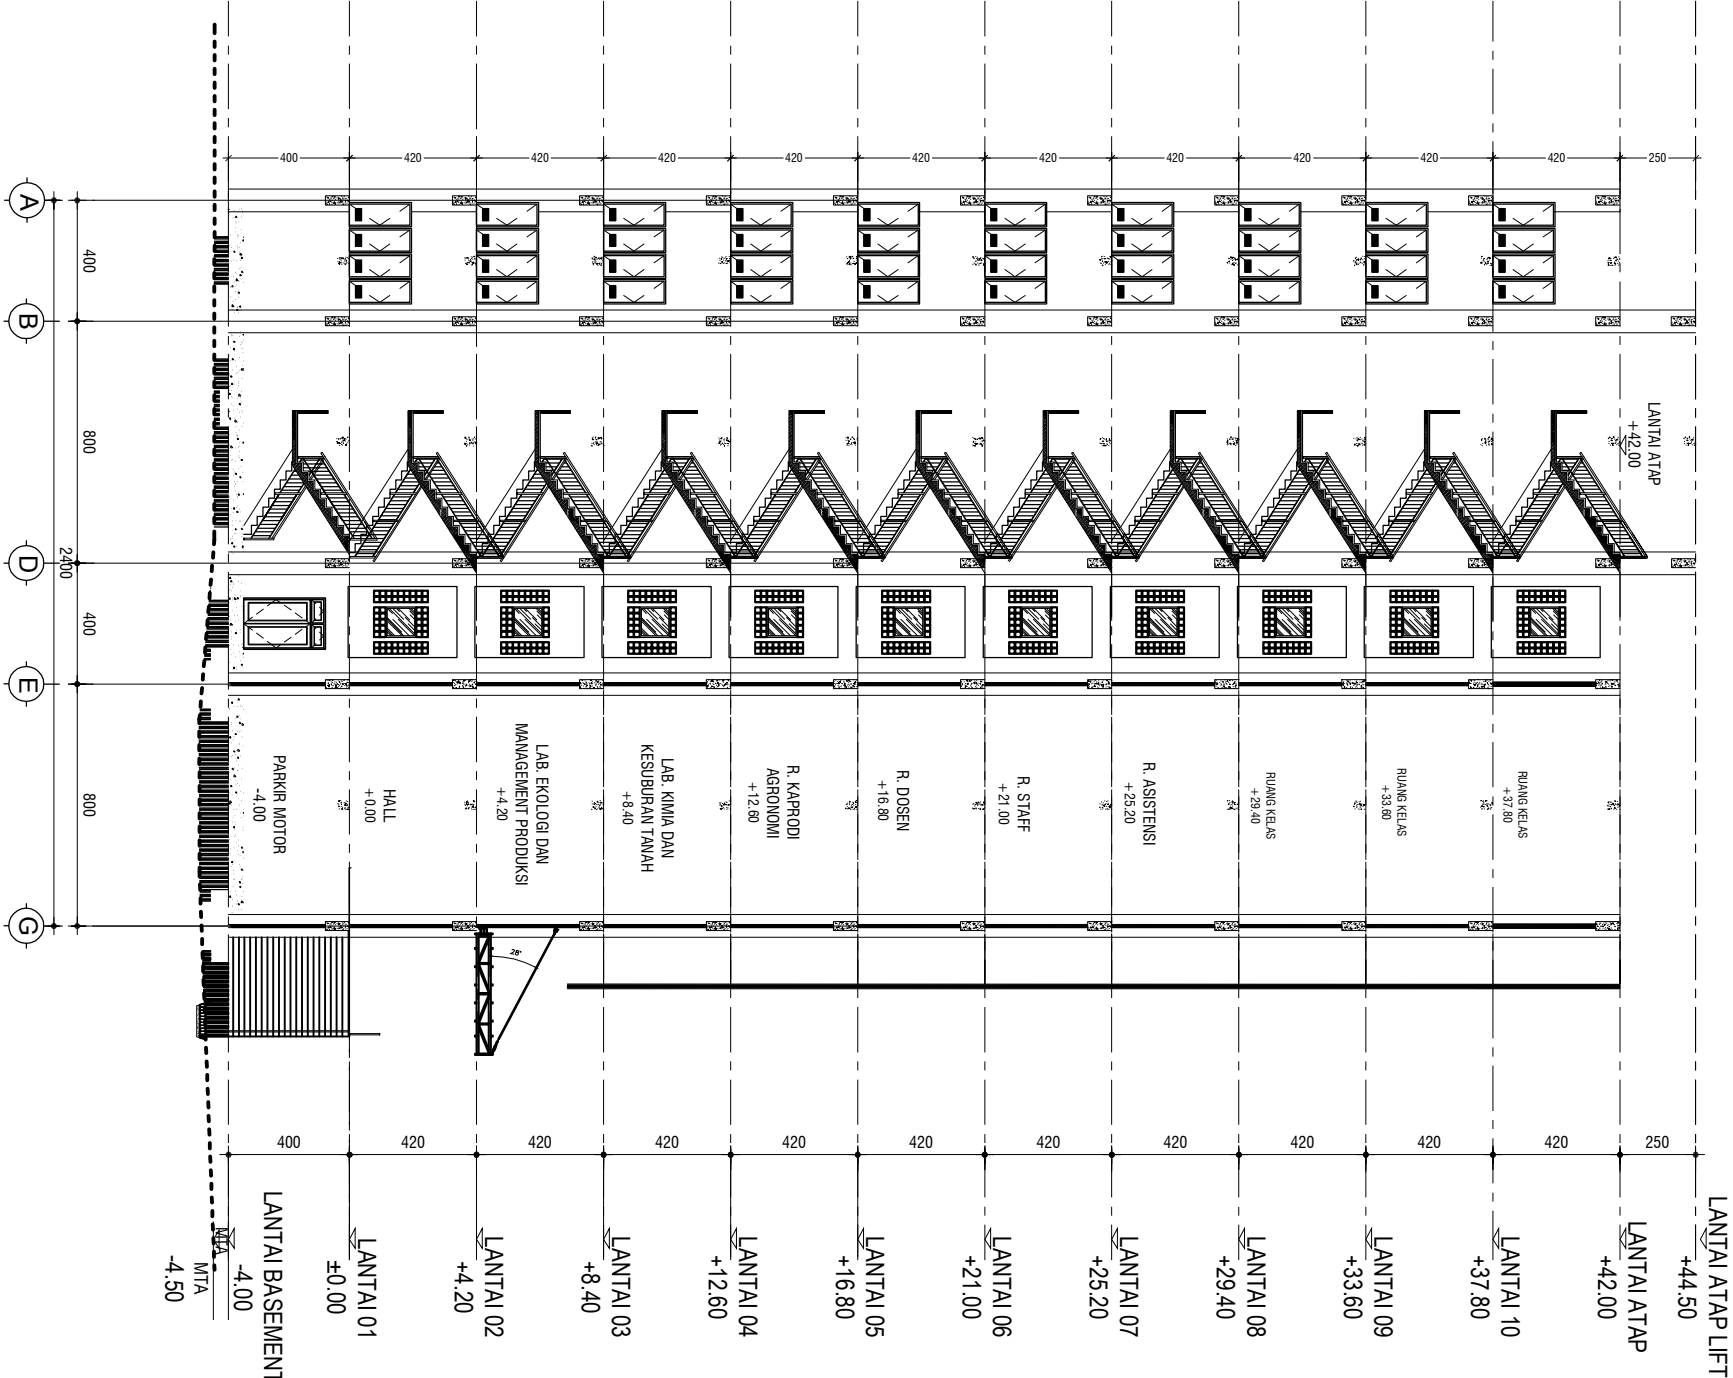 LANTAI ATAP LIFT
+44.50
LANTAI ATAP
+42.00
LANTAI 10
+37.80
LANTAI 09
+33.60
LANTAI 08
+29.40
LANTAI 07
+25.20
LANTAI 06
+21.00
LANTAI 05
+16.80
LANTAI 04
+12.60
LANTAI 03
+8.40
LANTAI 02
+4.20
LANTAI 01
±0.00
LANTAI BASEMENT
-4.00
MTA
MTA
-4.50
250
420
420
420
420
420
420
420
420
420
420
400
250
420
420
420
420
420
420
420
420
420
420
400
LANTAI ATAP
+42.00
RUANG KELAS
+37.80
RUANG KELAS
+33.60
RUANG KELAS
+29.40
R. ASISTENSI
+25.20
R. STAFF
+21.00
R. DOSEN
+16.80
R. KAPRODI
AGRONOMI
+12.60
LAB. KIMIA DAN
KESUBURAN TANAH
+8.40
LAB. EKOLOGI DAN
MANAGEMENT PRODUKSI
+4.20
HALL
+0.00
PARKIR MOTOR
-4.00
28°
400
800
400
800
2400
A
B
D
E
G